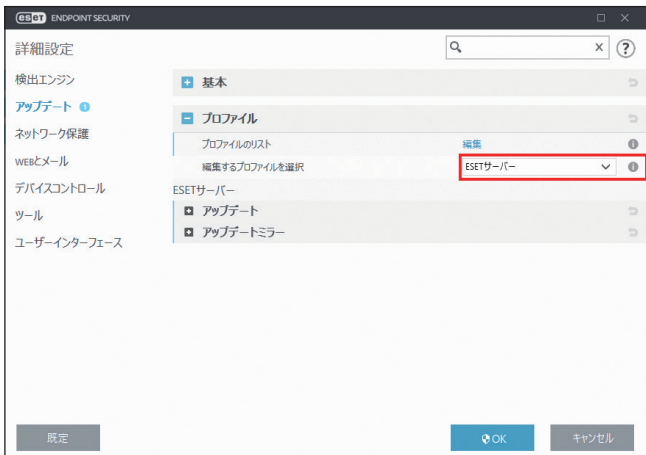 eset ENDPOINT SECURITY
詳細設定
検出エンジン
アップデート 1
ネットワーク保護
WEBとメール
デバイスコントロール
ツール
ユーザーインターフェース
基本
プロファイル
プロファイルのリスト 編集
編集するプロファイルを選択 ESETサーバー
ESETサーバー
アップデート
アップデートミラー
既定 OK キャンセル